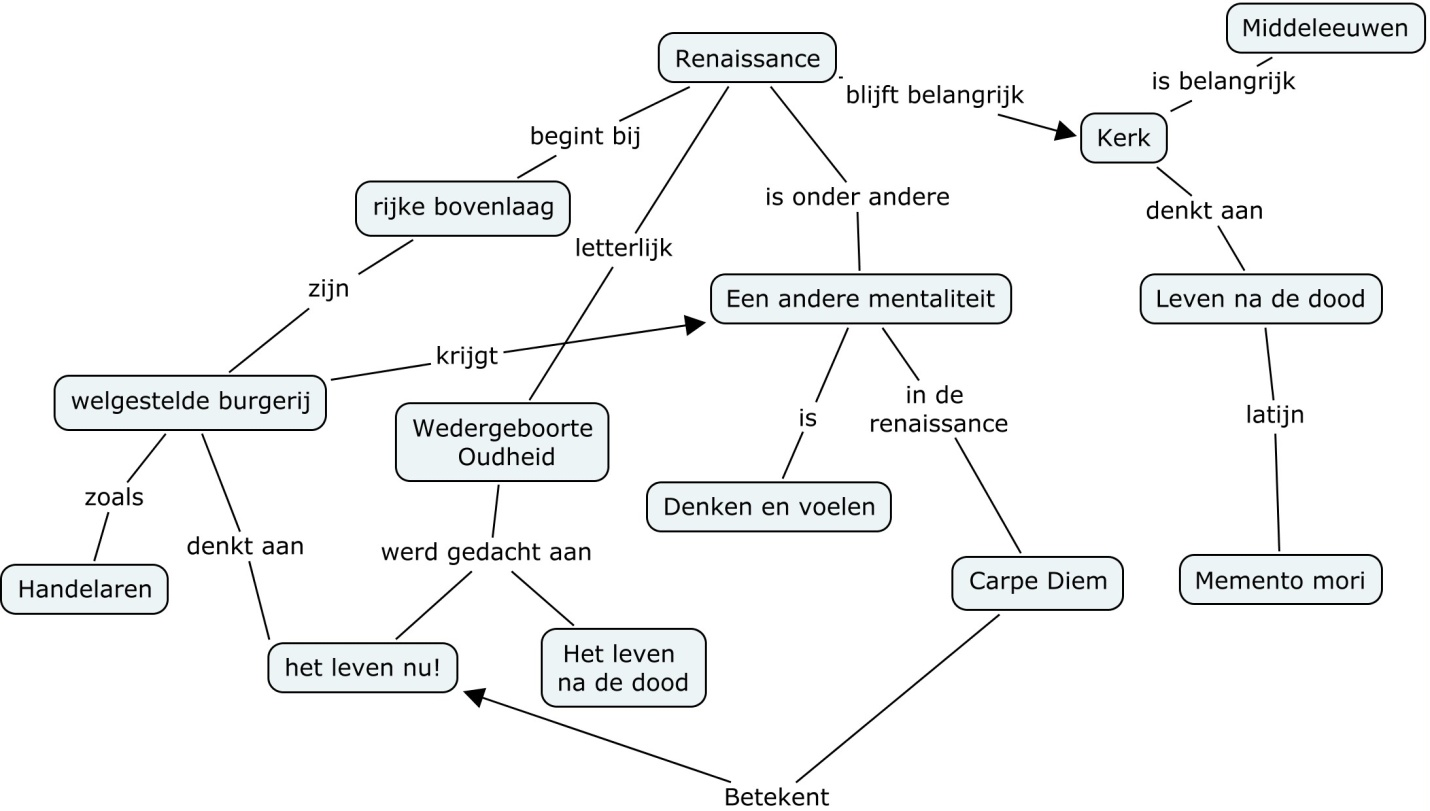 Middeleeuwen
Renaissance
is belangrijk
blijft belangrijk
begint bij
Kerk
is onder andere
rijke bovenlaag
denkt aan
letterlijk
zijn
Een andere mentaliteit
Leven na de dood
krijgt
welgestelde burgerij
in de
renaissance
is
latijn
Wedergeboorte
Oudheid
zoals
Denken en voelen
denkt aan
werd gedacht aan
Handelaren
Carpe Diem
Memento mori
het leven nu!
Het leven
na de dood
Betekent